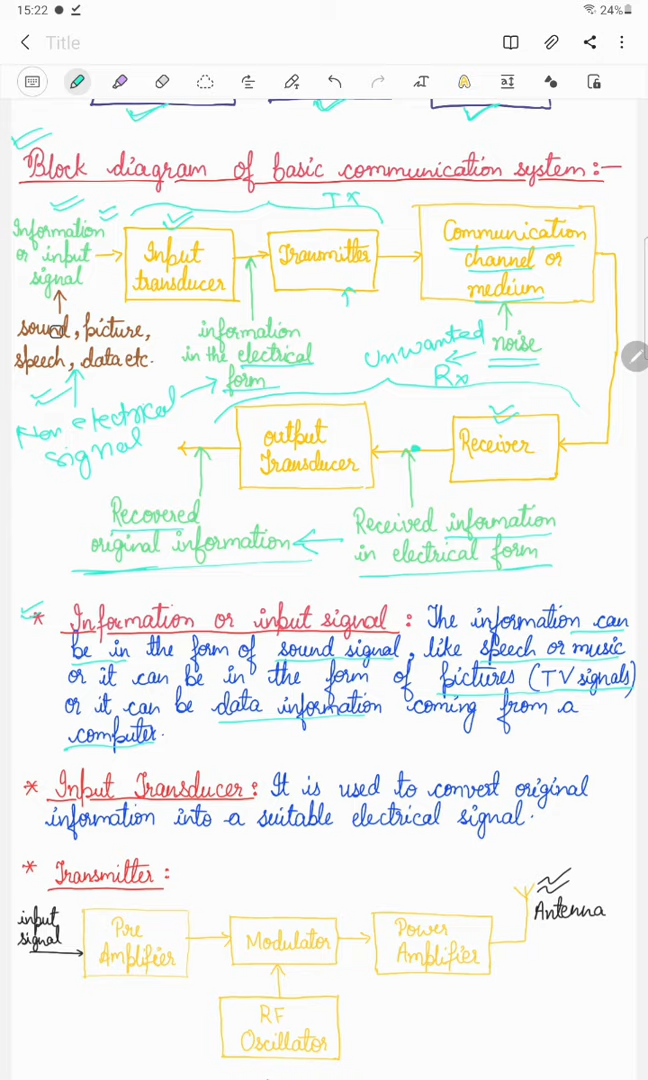 15:22
24%
Title
Block diagram of basic communication system:-
Tx
Information
or input
signal
Input
transducer
Transmitter
Communication
channel or
medium
sound, picture,
speech, data etc.
information
in the electrical
form
Unwanted
noise
Rx
Non electrical
signal
output
Transducer
Receiver
Recovered
original information
Received information
in electrical form
* Information or input signal : The information can
be in the form of sound signal, like speech or music
or it can be in the form of pictures (TV signals)
or it can be data information coming from a
computer.
* Input Transducer: It is used to convert original
information into a suitable electrical signal.
* Transmitter:
input
signal
Pre
Amplifier
Modulator
Power
Amplifier
Antenna
RF
Oscillator